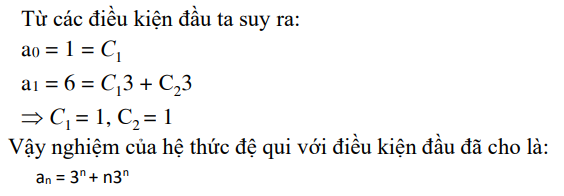 Từ các điều kiện đầu ta suy ra:
a₀ = 1 = C₁
a₁ = 6 = C₁3 + C₂3
⇒ C₁ = 1, C₂ = 1
Vậy nghiệm của hệ thức đệ qui với điều kiện đầu đã cho là:
aₙ = 3ⁿ + n3ⁿ